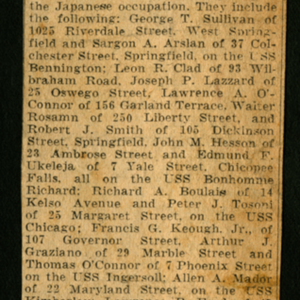 the Japanese occupation. They include
the following: George T. Sullivan of
1025 Riverdale Street, West Spring-
field and Sargon A. Arslan of 37 Col-
chester Street, Springfield, on the USS
Bennington; Leon R. Clad of 93 Wil-
braham Road, Joseph P. Lazzard of
25 Oswego Street, Lawrence A. O'-
Connor of 156 Garland Terrace, Walter
Rosamn of 250 Liberty Street, and
Robert J. Smith of 105 Dickinson
Street, Springfield, John M. Hesson of
23 Ambrose Street and Edmund F.
Ukeleja of 7 Yale Street, Chicopee
Falls, all on the USS Bonhomme
Richard; Richard A. Boulais of 14
Kelso Avenue and Peter J. Tosoni
of 25 Margaret Street, on the USS
Chicago; Francis G. Keough, Jr., of
107 Governor Street, Arthur J.
Graziano of 29 Marble Street and
Thomas O'Connor of 7 Phoenix Street
on the USS Ingersoll; Allen A. Mador
of 22 Maryland Street, on the USS